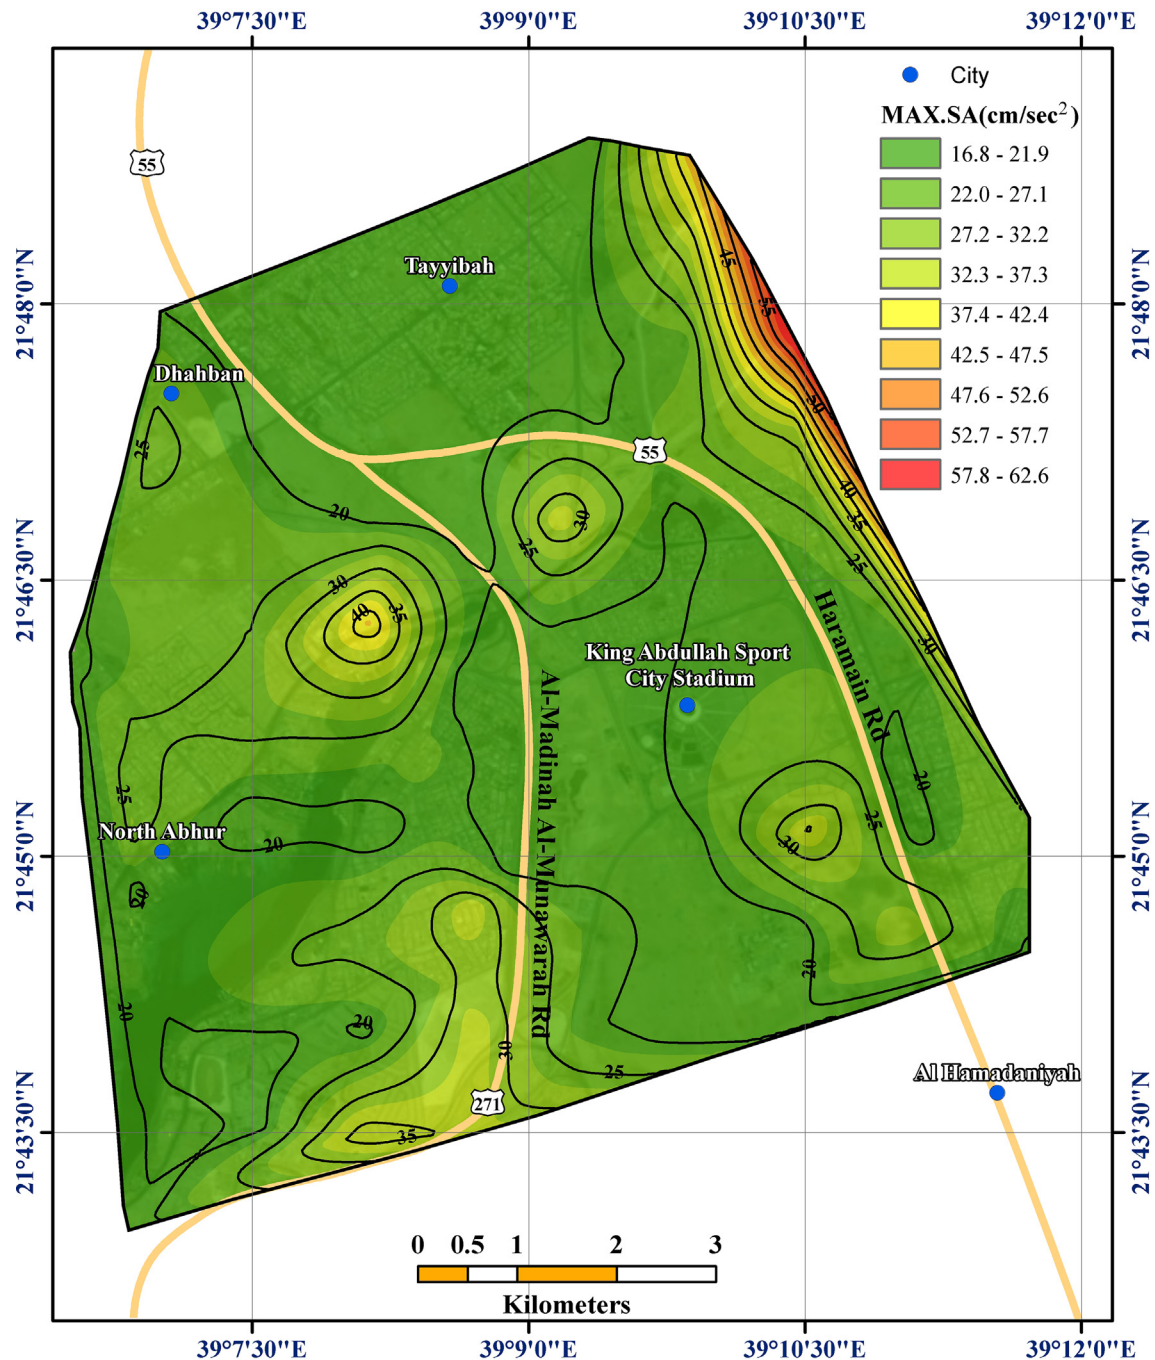 39°7'30"E
39°9'0"E
39°10'30"E
39°12'0"E
City
MAX.SA(cm/sec²)
16.8 - 21.9
22.0 - 27.1
27.2 - 32.2
32.3 - 37.3
37.4 - 42.4
42.5 - 47.5
47.6 - 52.6
52.7 - 57.7
57.8 - 62.6
55
45
Tayyibah
21°48'0"N
21°48'0"N
55
Dhahban
50
25
55
40
20
30
35
25
25
21°46'30"N
21°46'30"N
30
40
35
Haramain Rd
30
King Abdullah Sport
City Stadium
Al-Madinah Al-Munawarah Rd
20
25
25
North Abhur
20
30
21°45'0"N
21°45'0"N
20
20
20
20
30
25
Al Hamadaniyah
271
35
21°43'30"N
21°43'30"N
0
0.5
1
2
3
Kilometers
39°7'30"E
39°9'0"E
39°10'30"E
39°12'0"E